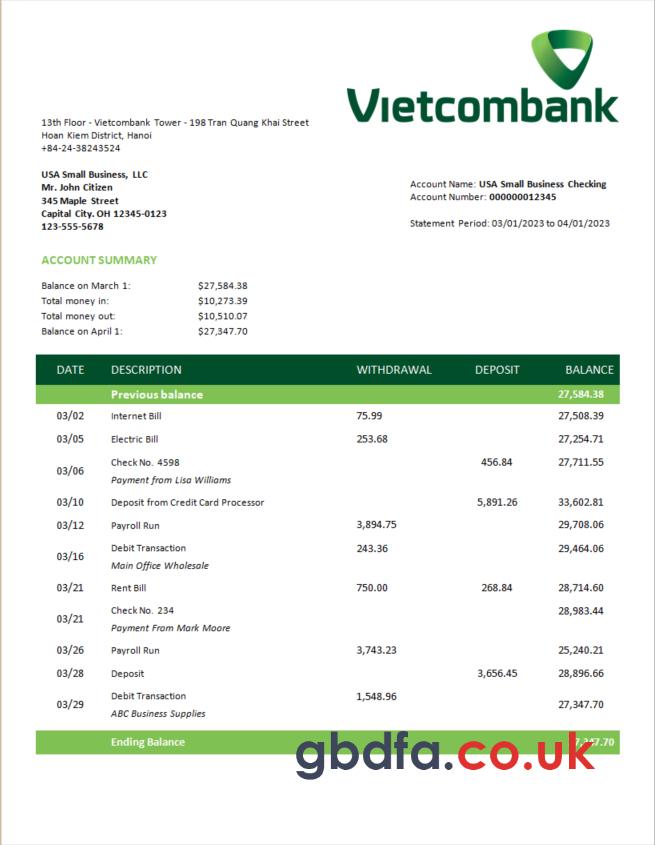 Vietcombank
13th Floor - Vietcombank Tower - 198 Tran Quang Khai Street
Hoan Kiem District, Hanoi
+84-24-38243524
USA Small Business, LLC
Mr. John Citizen
345 Maple Street
Capital City. OH 12345-0123
123-555-5678
Account Name: USA Small Business Checking
Account Number: 000000012345
Statement Period: 03/01/2023 to 04/01/2023
ACCOUNT SUMMARY
Balance on March 1: $27,584.38
Total money in: $10,273.39
Total money out: $10,510.07
Balance on April 1: $27,347.70
DATE DESCRIPTION WITHDRAWAL DEPOSIT BALANCE
Previous balance 27,584.38
03/02 Internet Bill 75.99 27,508.39
03/05 Electric Bill 253.68 27,254.71
03/06 Check No. 4598 456.84 27,711.55
Payment from Lisa Williams
03/10 Deposit from Credit Card Processor 5,891.26 33,602.81
03/12 Payroll Run 3,894.75 29,708.06
03/16 Debit Transaction 243.36 29,464.06
Main Office Wholesale
03/21 Rent Bill 750.00 268.84 28,714.60
03/21 Check No. 234 28,983.44
Payment From Mark Moore
03/26 Payroll Run 3,743.23 25,240.21
03/28 Deposit 3,656.45 28,896.66
03/29 Debit Transaction 1,548.96 27,347.70
ABC Business Supplies
Ending Balance
gbdfa.co.uk